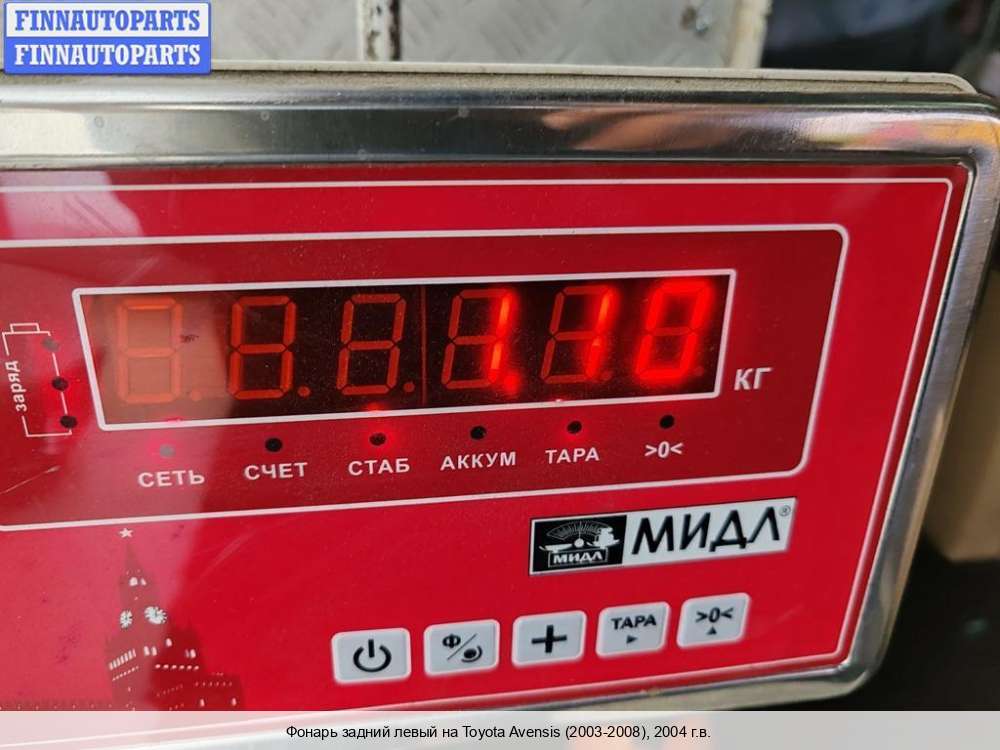 FINNAUTOPARTS
FINNAUTOPARTS
1.10
кг
заряд
СЕТЬ СЧЕТ СТАБ АККУМ ТАРА >0<
МИДЛ МИДЛ®
Ф ТАРА >0<
Фонарь задний левый на Toyota Avensis (2003-2008), 2004 г.в.